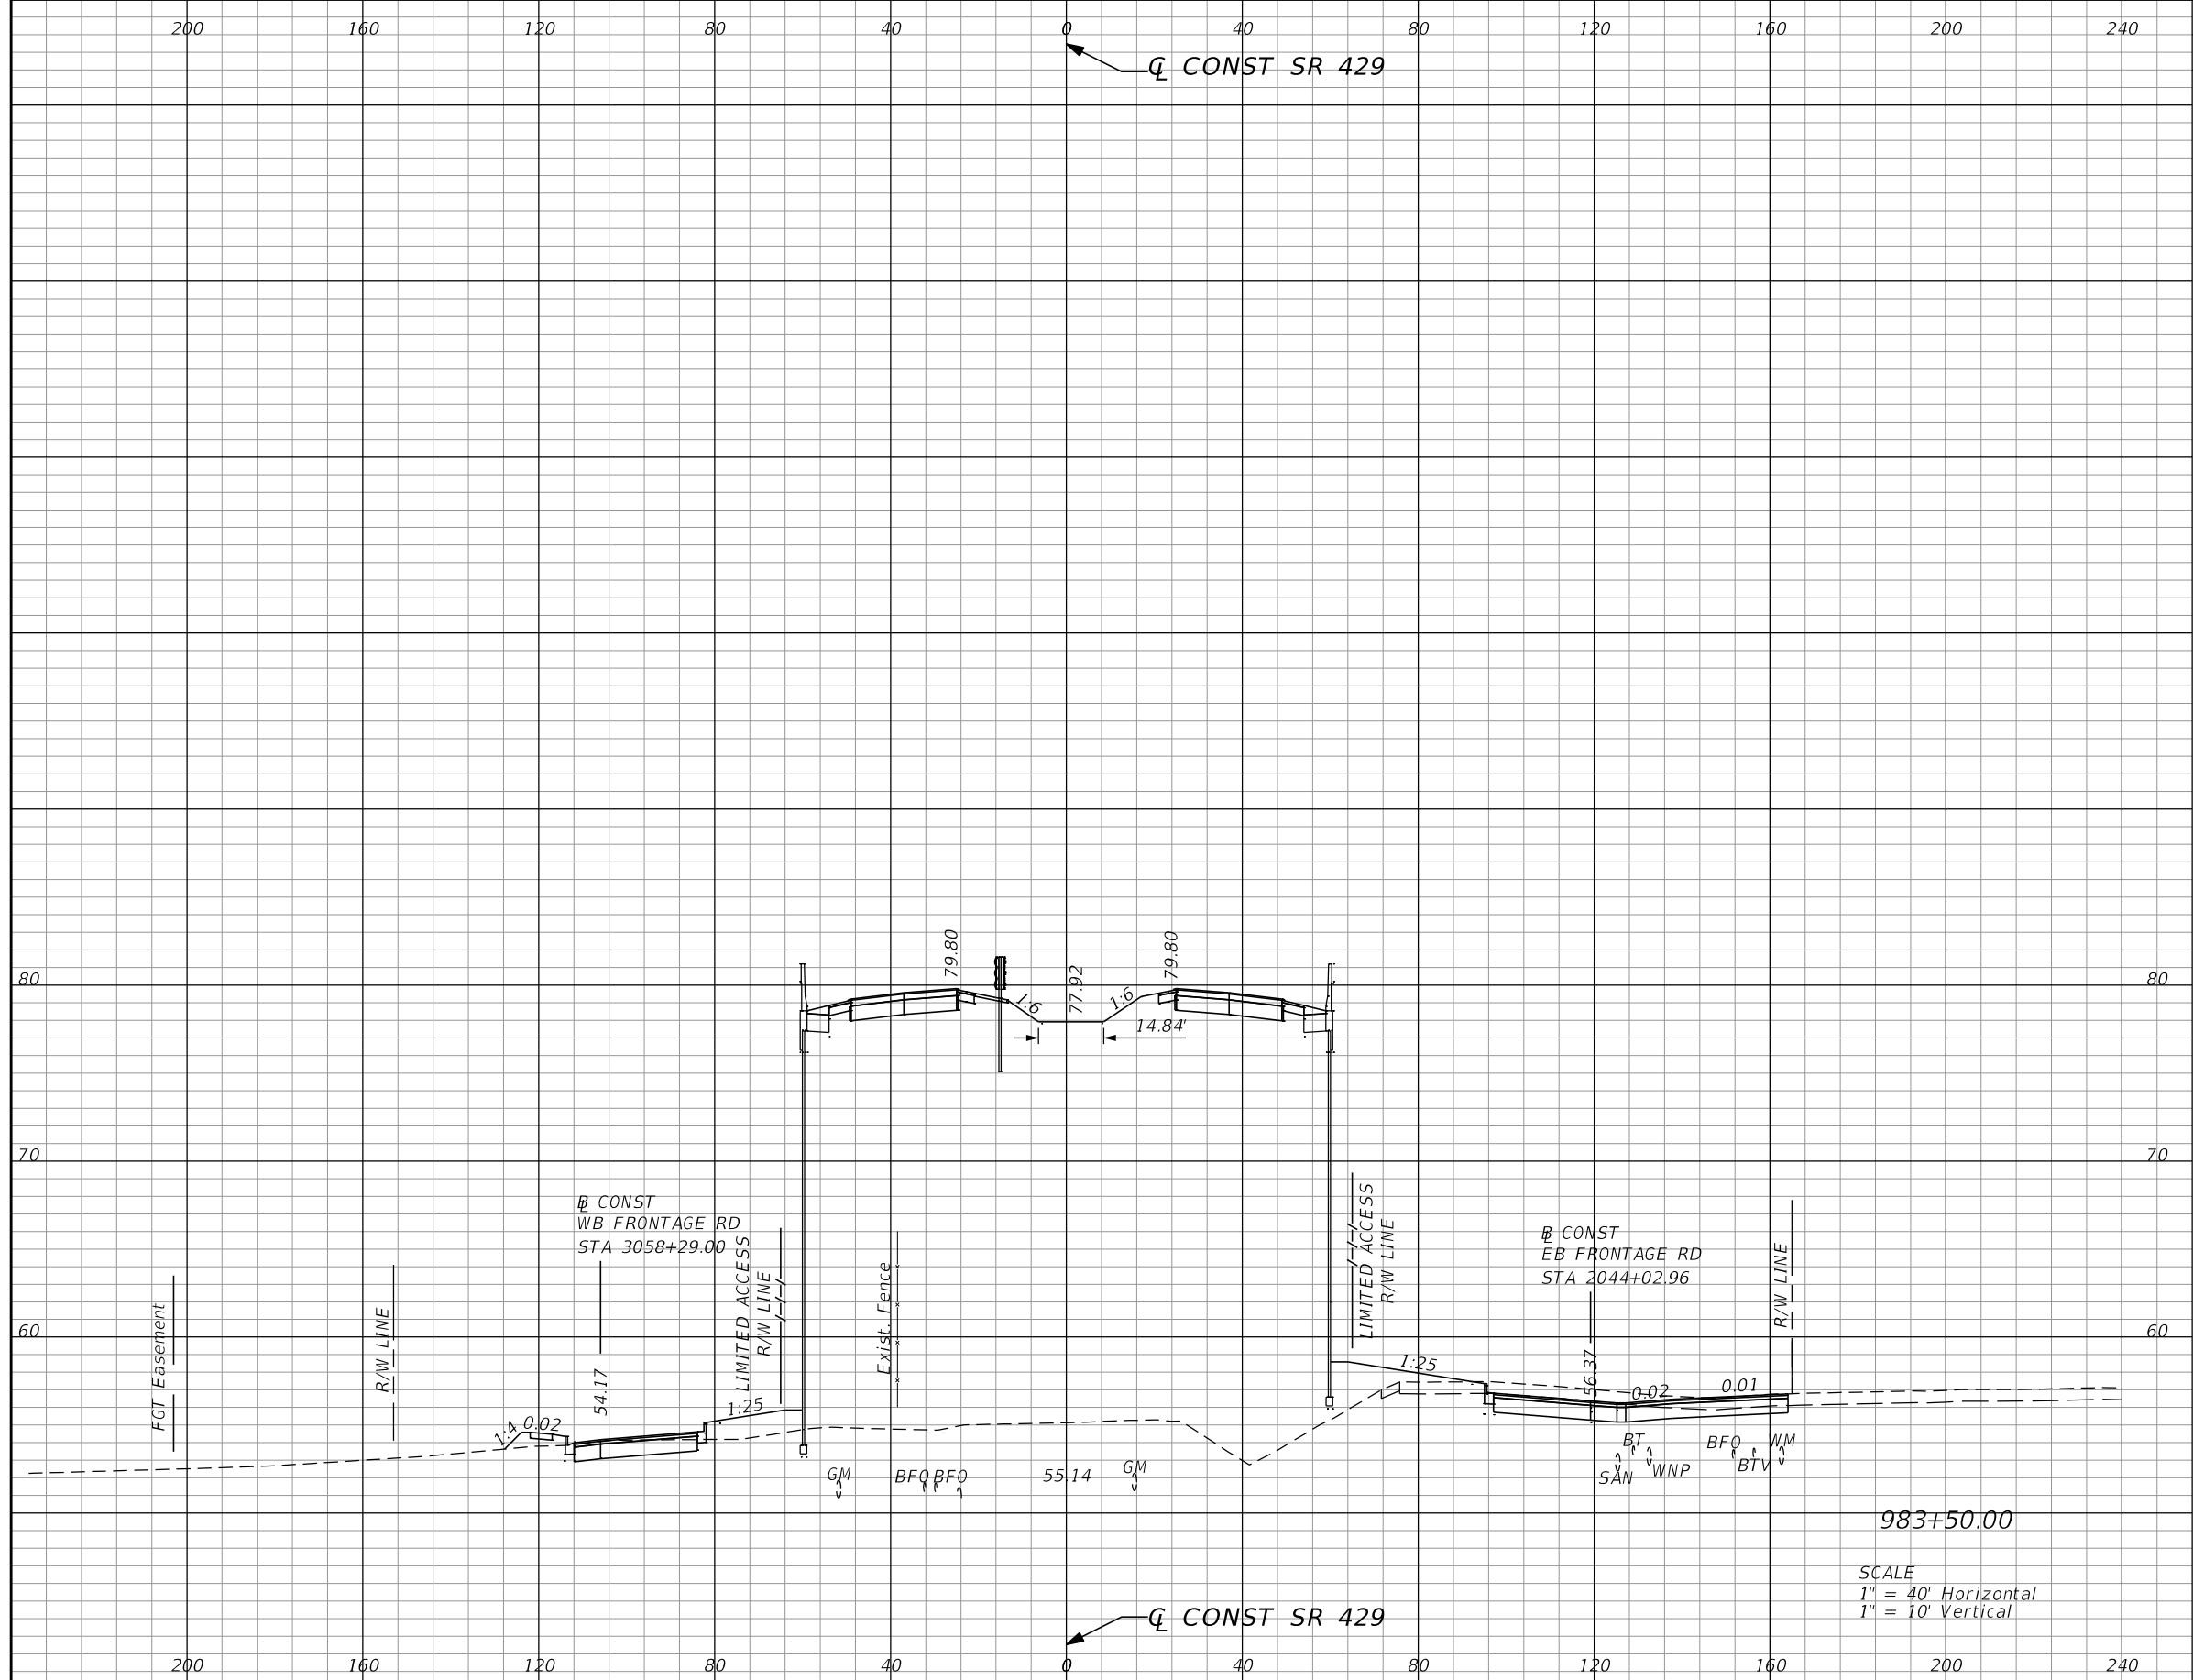 200 160 120 80 40 0 40 80 120 160 200 240
CL CONST SR 429
79.80
79.80
77.92
1:6
1:6
14.84'
80 80
70 70
60 60
BL CONST
WB FRONTAGE RD
STA 3058+29.00
54.17
LIMITED ACCESS
R/W LINE
Exist. Fence
FGT Easement
R/W LINE
1:4
0.02
1:25
LIMITED ACCESS
R/W LINE
BL CONST
EB FRONTAGE RD
STA 2044+02.96
56.37
R/W LINE
1:25
0.02
0.01
GM
BFO BFO
55.14
GM
BT
SAN
WNP
BFO
BTV
WM
983+50.00
SCALE
1" = 40' Horizontal
1" = 10' Vertical
CL CONST SR 429
200 160 120 80 40 0 40 80 120 160 200 240